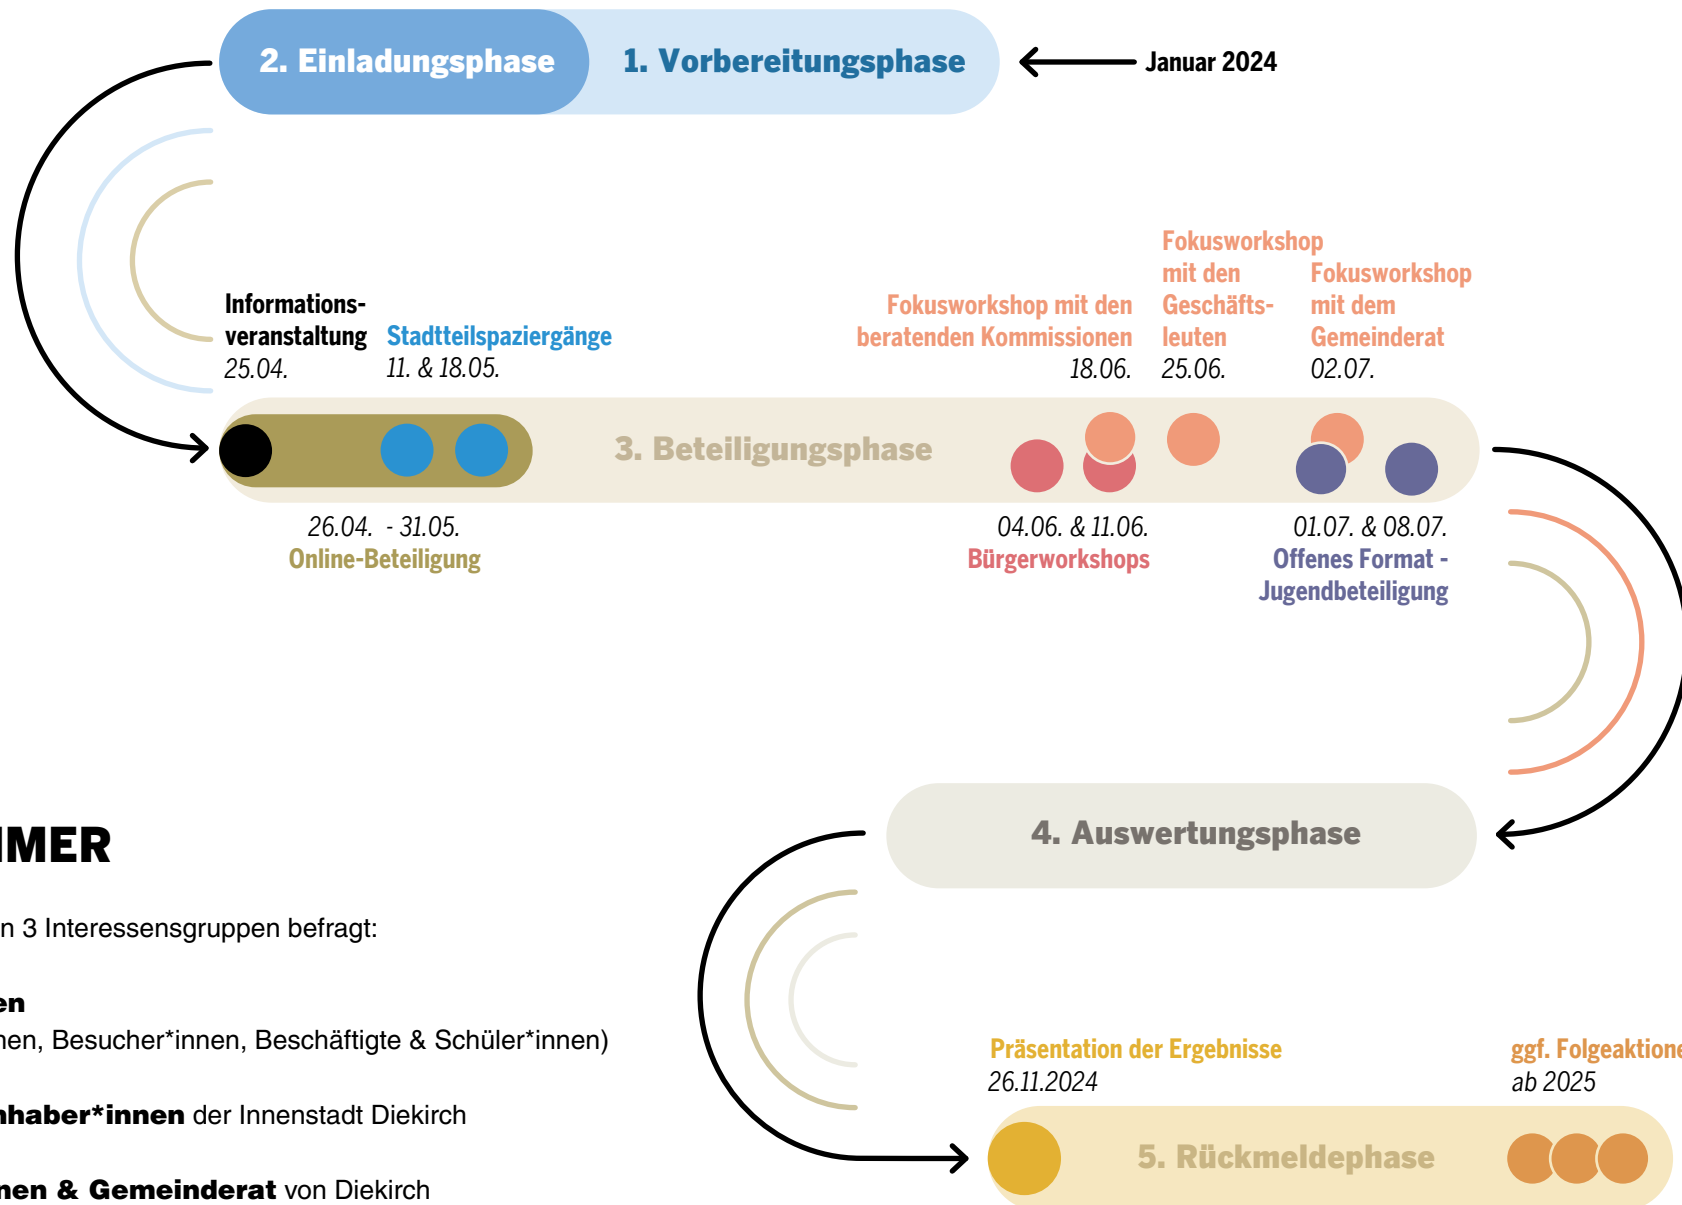 2. Einladungsphase
1. Vorbereitungsphase
Januar 2024
Informations-
veranstaltung
25.04.
Stadtteilspaziergänge
11. & 18.05.
Fokusworkshop mit den
beratenden Kommissionen
18.06.
Fokusworkshop
mit den
Geschäfts-
leuten
25.06.
Fokusworkshop
mit dem
Gemeinderat
02.07.
3. Beteiligungsphase
26.04. - 31.05.
Online-Beteiligung
04.06. & 11.06.
Bürgerworkshops
01.07. & 08.07.
Offenes Format -
Jugendbeteiligung
4. Auswertungsphase
MER
n 3 Interessensgruppen befragt:
en
nen, Besucher*innen, Beschäftigte & Schüler*innen)
nhaber*innen der Innenstadt Diekirch
nen & Gemeinderat von Diekirch
Präsentation der Ergebnisse
26.11.2024
ggf. Folgeaktione
ab 2025
5. Rückmeldephase